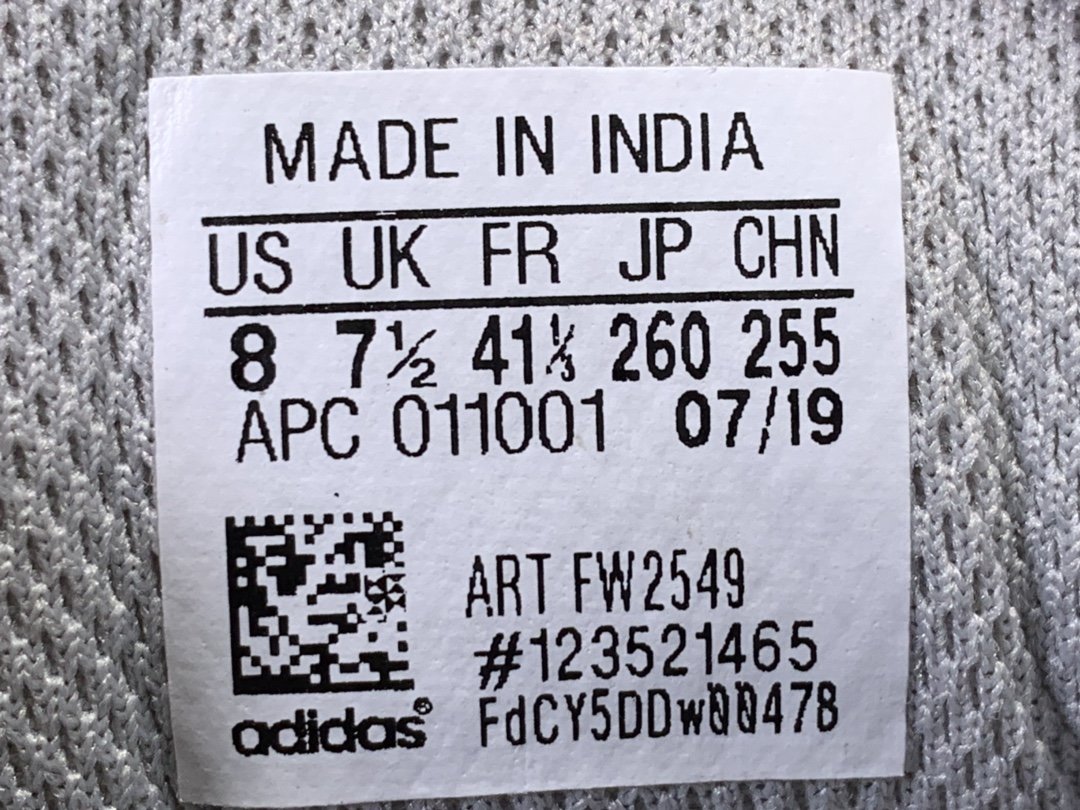 MADE IN INDIA
US UK FR JP CHN
8 7½ 41⅓ 260 255
APC 011001 07/19
ART FW2549
#123521465
FdCY5DDw00478
adidas®